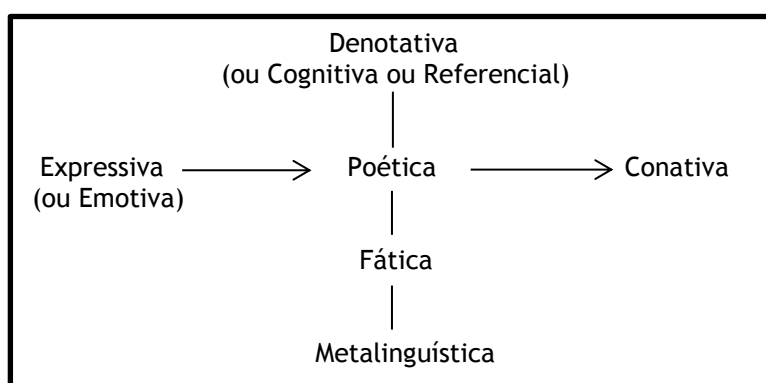 Denotativa
(ou Cognitiva ou Referencial)
Expressiva
(ou Emotiva)
Poética
Conativa
Fática
Metalinguística